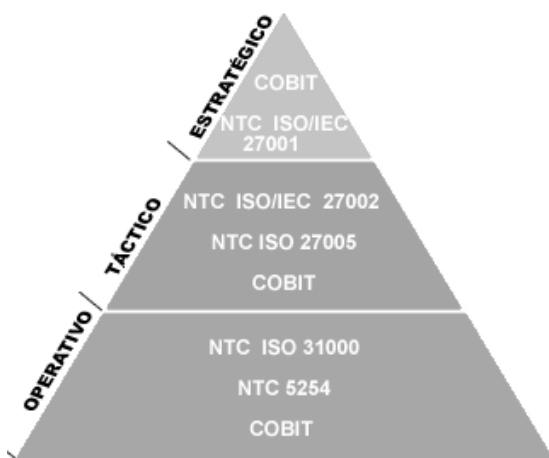 ESTRATÉGICO
COBIT
NTC ISO/IEC
27001
TÁCTICO
NTC ISO/IEC 27002
NTC ISO 27005
COBIT
OPERATIVO
NTC ISO 31000
NTC 5254
COBIT